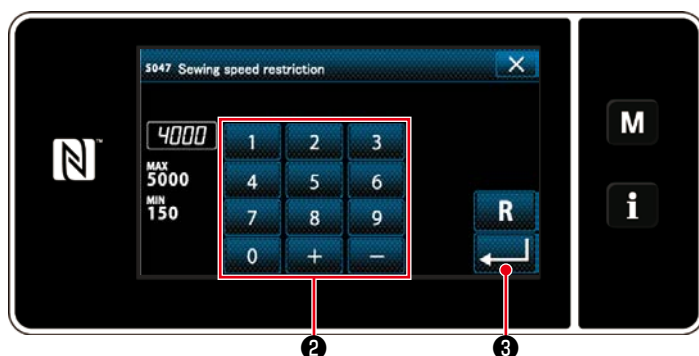 S047 Sewing speed restriction
4000
1 2 3
MAX
5000
4 5 6
MIN
150
7 8 9
R
0 + −
M
i
N
™
❷
❸